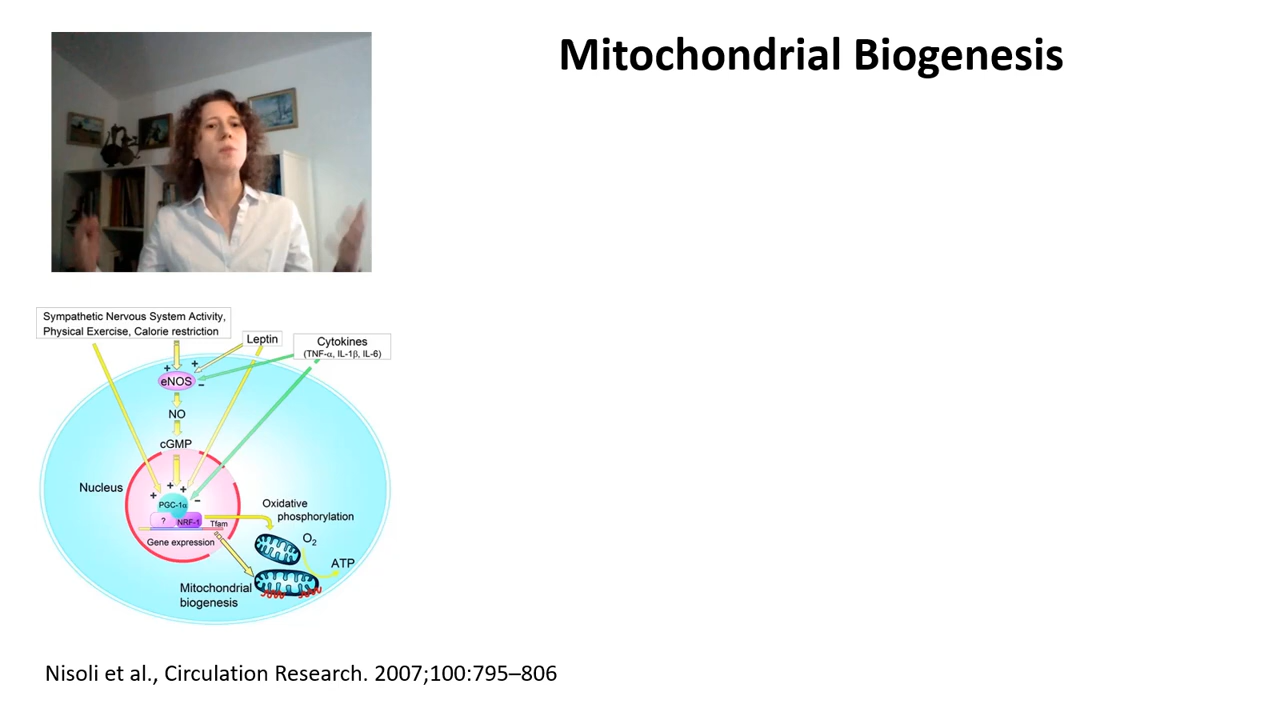 Mitochondrial Biogenesis
Sympathetic Nervous System Activity,
Physical Exercise, Calorie restriction
Leptin
Cytokines
(TNF-α, IL-1β, IL-6)
+
+
eNOS
−
NO
cGMP
Nucleus
+
+
+
−
PGC-1α
?
NRF-1
Tfam
Gene expression
Oxidative
phosphorylation
O₂
ATP
Mitochondrial
biogenesis
Nisoli et al., Circulation Research. 2007;100:795–806